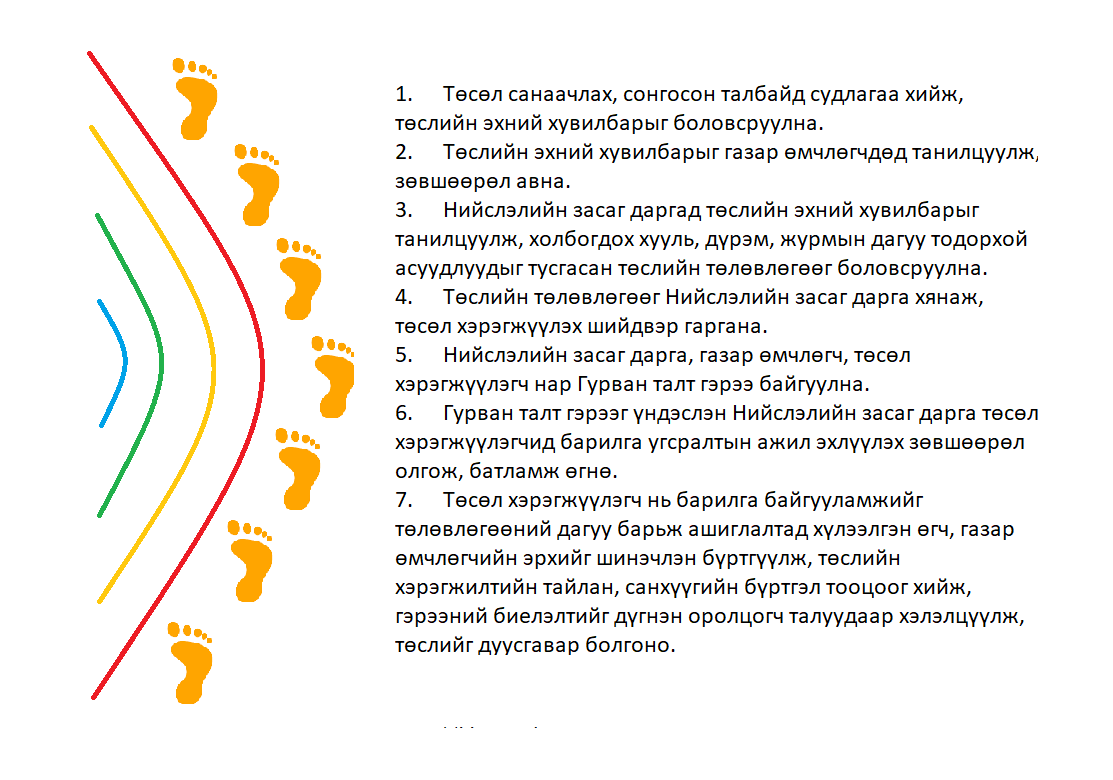 1. Төсөл санаачлах, сонгосон талбайд судлагаа хийж,
төслийн эхний хувилбарыг боловсруулна.
2. Төслийн эхний хувилбарыг газар өмчлөгчдөд танилцуулж,
зөвшөөрөл авна.
3. Нийслэлийн засаг даргад төслийн эхний хувилбарыг
танилцуулж, холбогдох хууль, дүрэм, журмын дагуу тодорхой
асуудлуудыг тусгасан төслийн төлөвлөгөөг боловсруулна.
4. Төслийн төлөвлөгөөг Нийслэлийн засаг дарга хянаж,
төсөл хэрэгжүүлэх шийдвэр гаргана.
5. Нийслэлийн засаг дарга, газар өмчлөгч, төсөл
хэрэгжүүлэгч нар Гурван талт гэрээ байгуулна.
6. Гурван талт гэрээг үндэслэн Нийслэлийн засаг дарга төсөл
хэрэгжүүлэгчид барилга угсралтын ажил эхлүүлэх зөвшөөрөл
олгож, батламж өгнө.
7. Төсөл хэрэгжүүлэгч нь барилга байгууламжийг
төлөвлөгөөний дагуу барьж ашиглалтад хүлээлгэн өгч, газар
өмчлөгчийн эрхийг шинэчлэн бүртгүүлж, төслийн
хэрэгжилтийн тайлан, санхүүгийн бүртгэл тооцоог хийж,
гэрээний биелэлтийг дүгнэн оролцогч талуудаар хэлэлцүүлж,
төслийг дуусгавар болгоно.